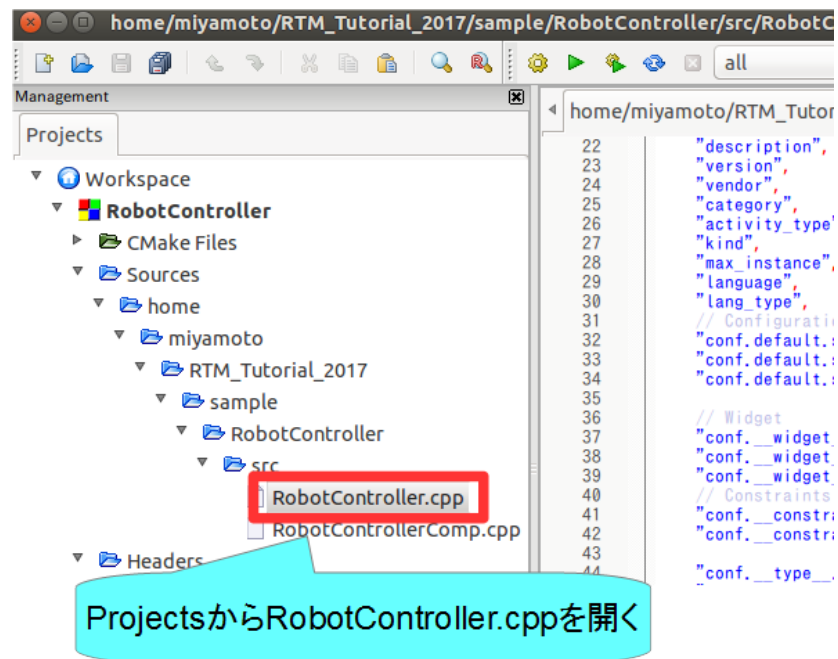 home/miyamoto/RTM_Tutorial_2017/sample/RobotController/src/RobotC
all
Management
Projects
home/miyamoto/RTM_Tutor
Workspace
RobotController
CMake Files
Sources
home
miyamoto
RTM_Tutorial_2017
sample
RobotController
src
RobotController.cpp
RobotControllerComp.cpp
Headers
22 "description",
23 "version",
24 "vendor",
25 "category",
26 "activity_type"
27 "kind",
28 "max_instance",
29 "language",
30 "lang_type",
31 // Configuratio
32 "conf.default.s
33 "conf.default.s
34 "conf.default.s
35
36 // Widget
37 "conf.__widget_
38 "conf.__widget_
39 "conf.__widget_
40 // Constraints
41 "conf.__constra
42 "conf.__constra
43
44 "conf.__type__.
ProjectsからRobotController.cppを開く